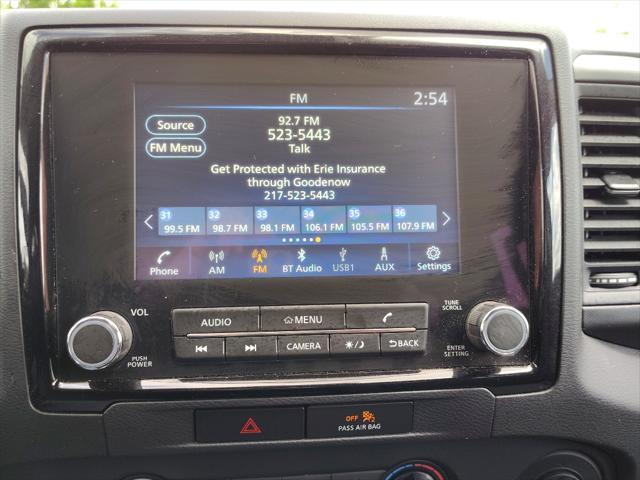 FM
2:54
Source
FM Menu
92.7 FM
523-5443
Talk
Get Protected with Erie Insurance
through Goodenow
217-523-5443
31 32 33 34 35 36
99.5 FM 98.7 FM 98.1 FM 106.1 FM 105.5 FM 107.9 FM
Phone AM FM BT Audio USB1 AUX Settings
VOL
PUSH
POWER
AUDIO MENU
CAMERA BACK
TUNE
SCROLL
ENTER
SETTING
OFF
PASS AIR BAG